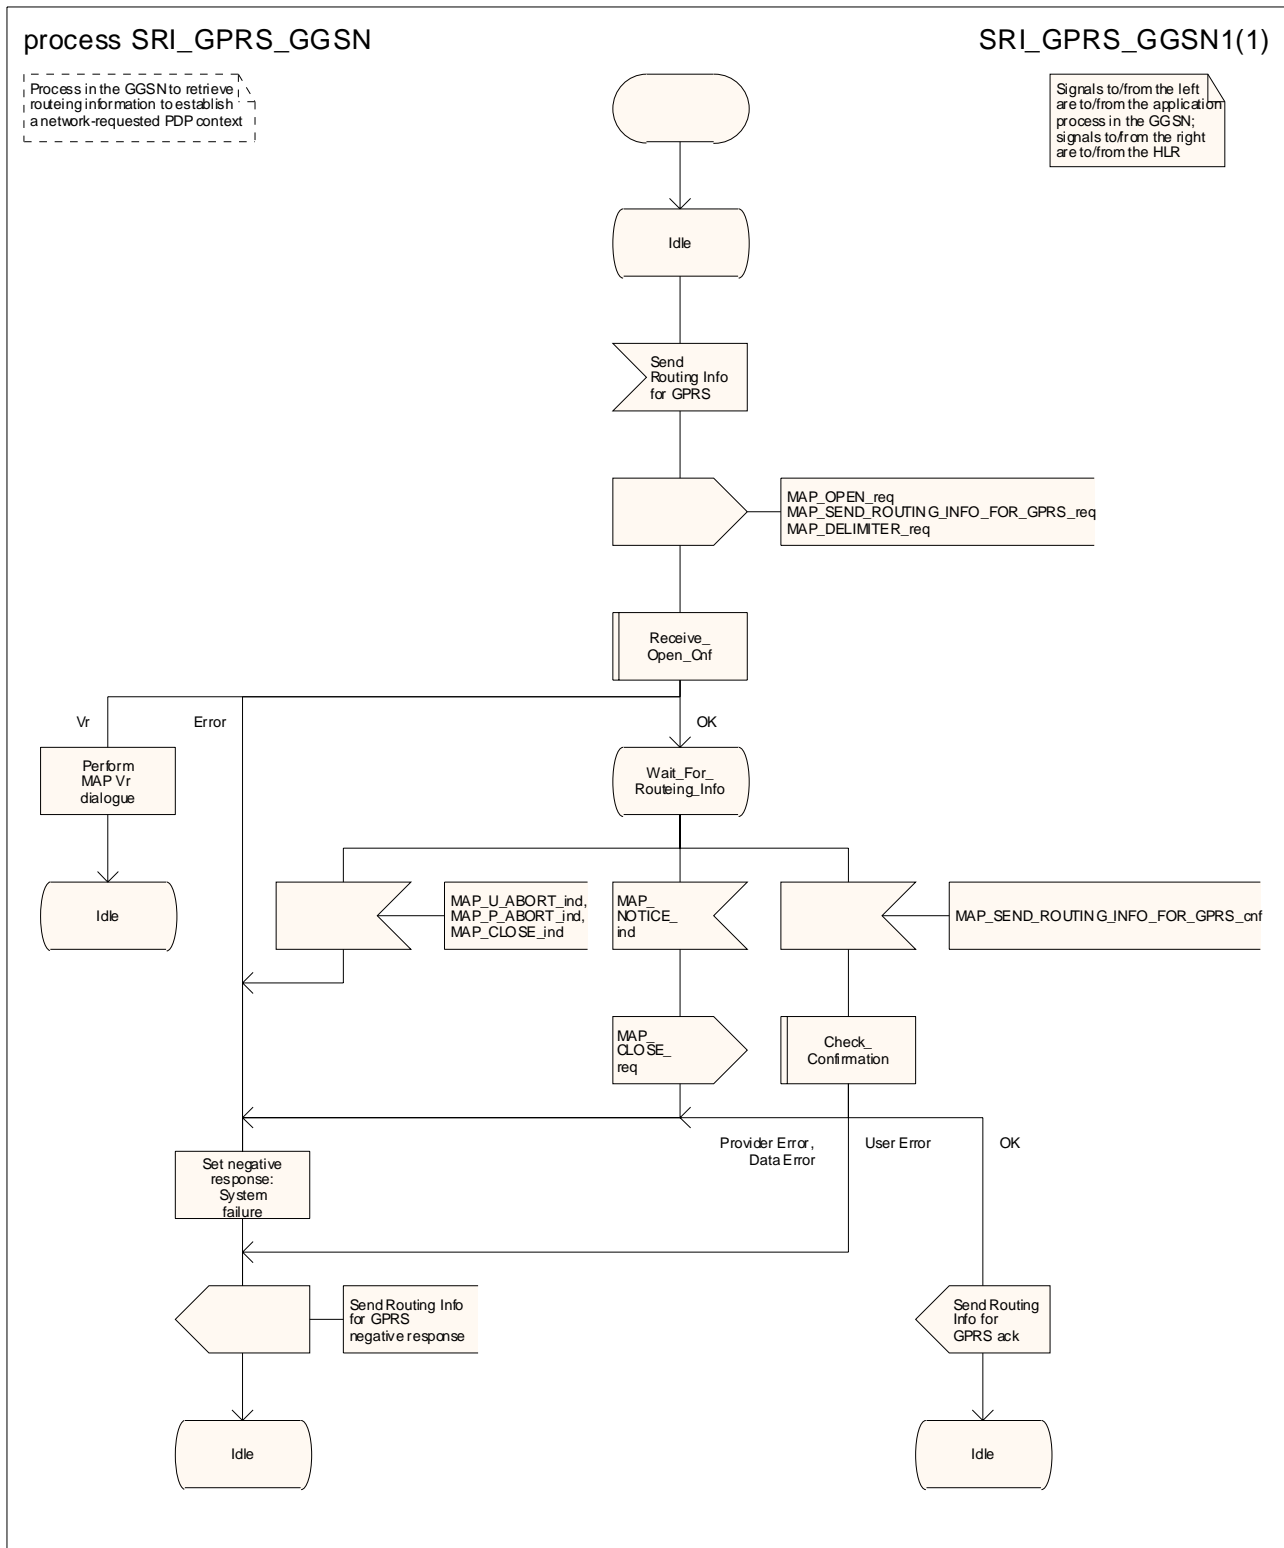 process SRI_GPRS_GGSN
SRI_GPRS_GGSN1(1)
Process in the GGSN to retrieve
routeing information to establish
a network-requested PDP context
Signals to/from the left
are to/from the application
process in the GGSN;
signals to/from the right
are to/from the HLR
Idle
Send
Routing Info
for GPRS
MAP_OPEN_req
MAP_SEND_ROUTING_INFO_FOR_GPRS_req
MAP_DELIMITER_req
Receive_
Open_Cnf
Vr
Error
OK
Perform
MAP Vr
dialogue
Wait_For_
Routeing_Info
Idle
MAP_U_ABORT_ind,
MAP_P_ABORT_ind,
MAP_CLOSE_ind
MAP_
NOTICE_
ind
MAP_SEND_ROUTING_INFO_FOR_GPRS_cnf
MAP_
CLOSE_
req
Check_
Confirmation
Provider Error,
Data Error
User Error
OK
Set negative
response:
System
failure
Send Routing Info
for GPRS
negative response
Send Routing
Info for
GPRS ack
Idle
Idle